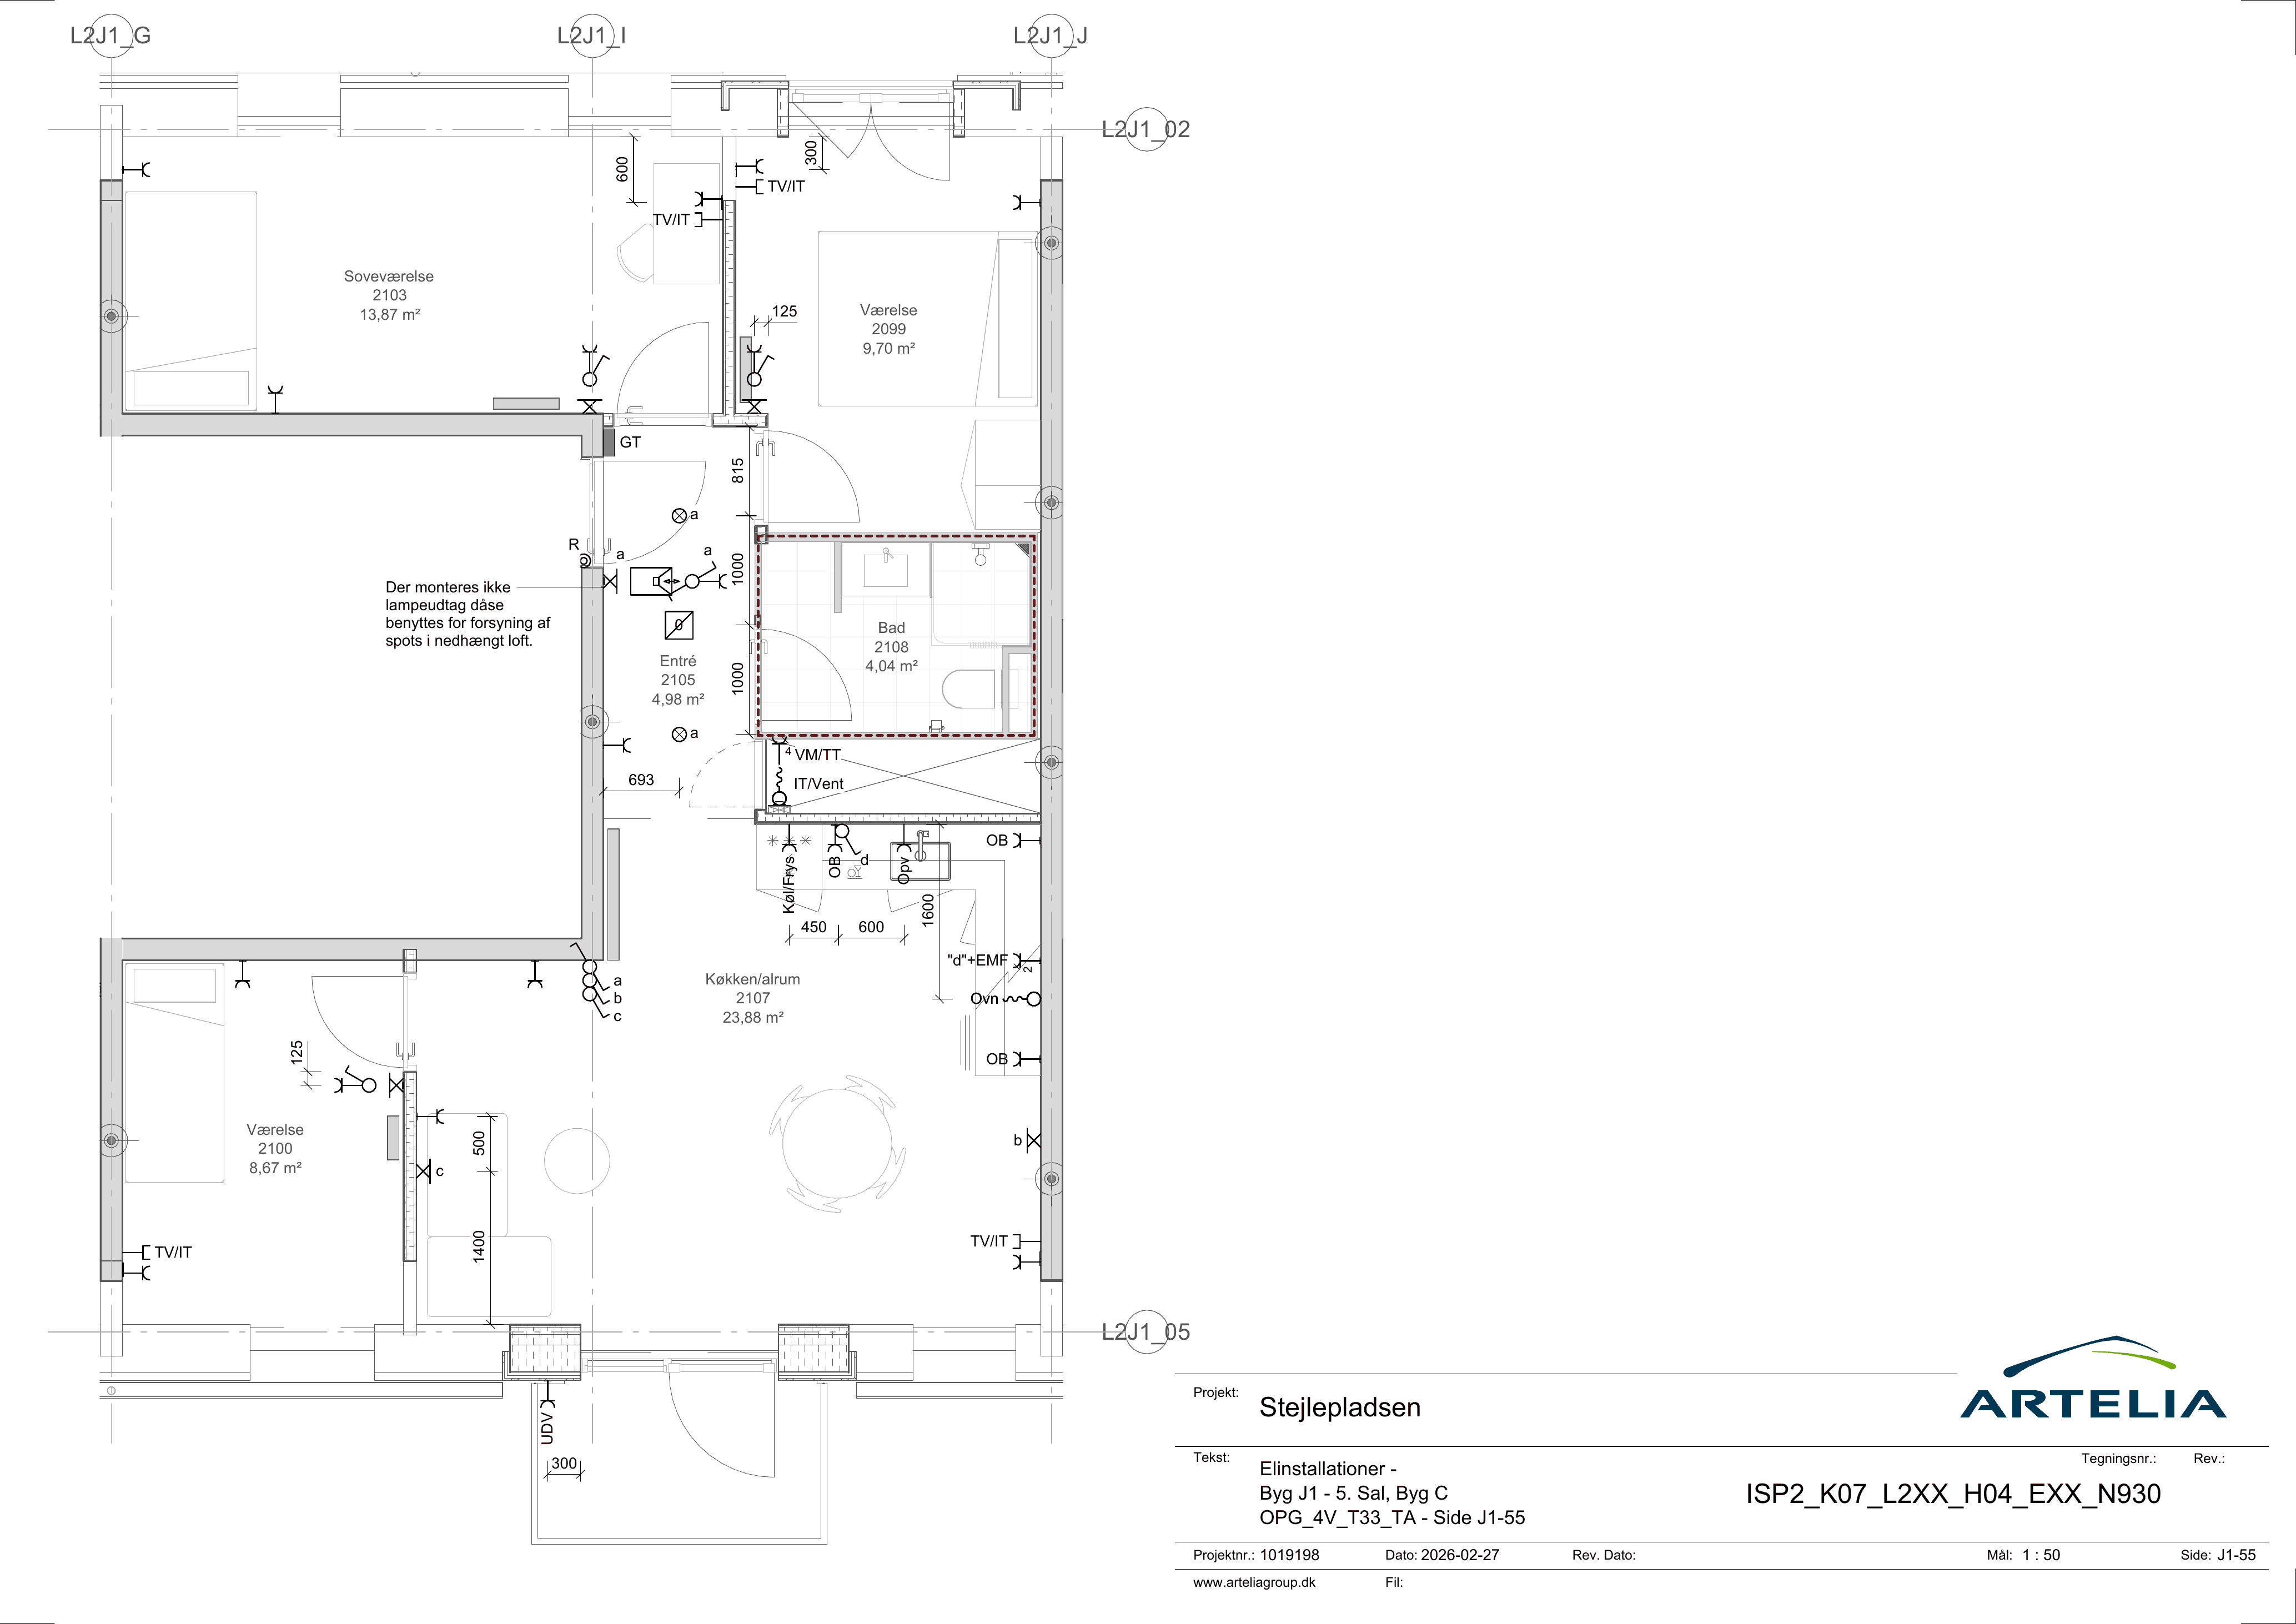 L2J1_G
L2J1_I
L2J1_J
L2J1_02
600
300
TV/IT
TV/IT
Soveværelse
2103
13,87 m²
125
Værelse
2099
9,70 m²
GT
815
a
R
a
a
1000
Der monteres ikke
lampeudtag dåse
benyttes for forsyning af
spots i nedhængt loft.
0
Bad
2108
4,04 m²
Entré
2105
4,98 m²
1000
a
4 VM/TT
IT/Vent
693
OB
Køl/Frys
OB
d
Opv
1600
450
600
"d"+EMF
2
Ovn
a
b
c
Køkken/alrum
2107
23,88 m²
125
OB
Værelse
2100
8,67 m²
500
c
b
1400
TV/IT
TV/IT
L2J1_05
UDV
300
ARTELIA
Projekt:
Stejlepladsen
Tekst:
Elinstallationer -
Byg J1 - 5. Sal, Byg C
OPG_4V_T33_TA - Side J1-55
Tegningsnr.:
Rev.:
ISP2_K07_L2XX_H04_EXX_N930
Projektnr.: 1019198
Dato: 2026-02-27
Rev. Dato:
Mål: 1 : 50
Side: J1-55
www.arteliagroup.dk
Fil: